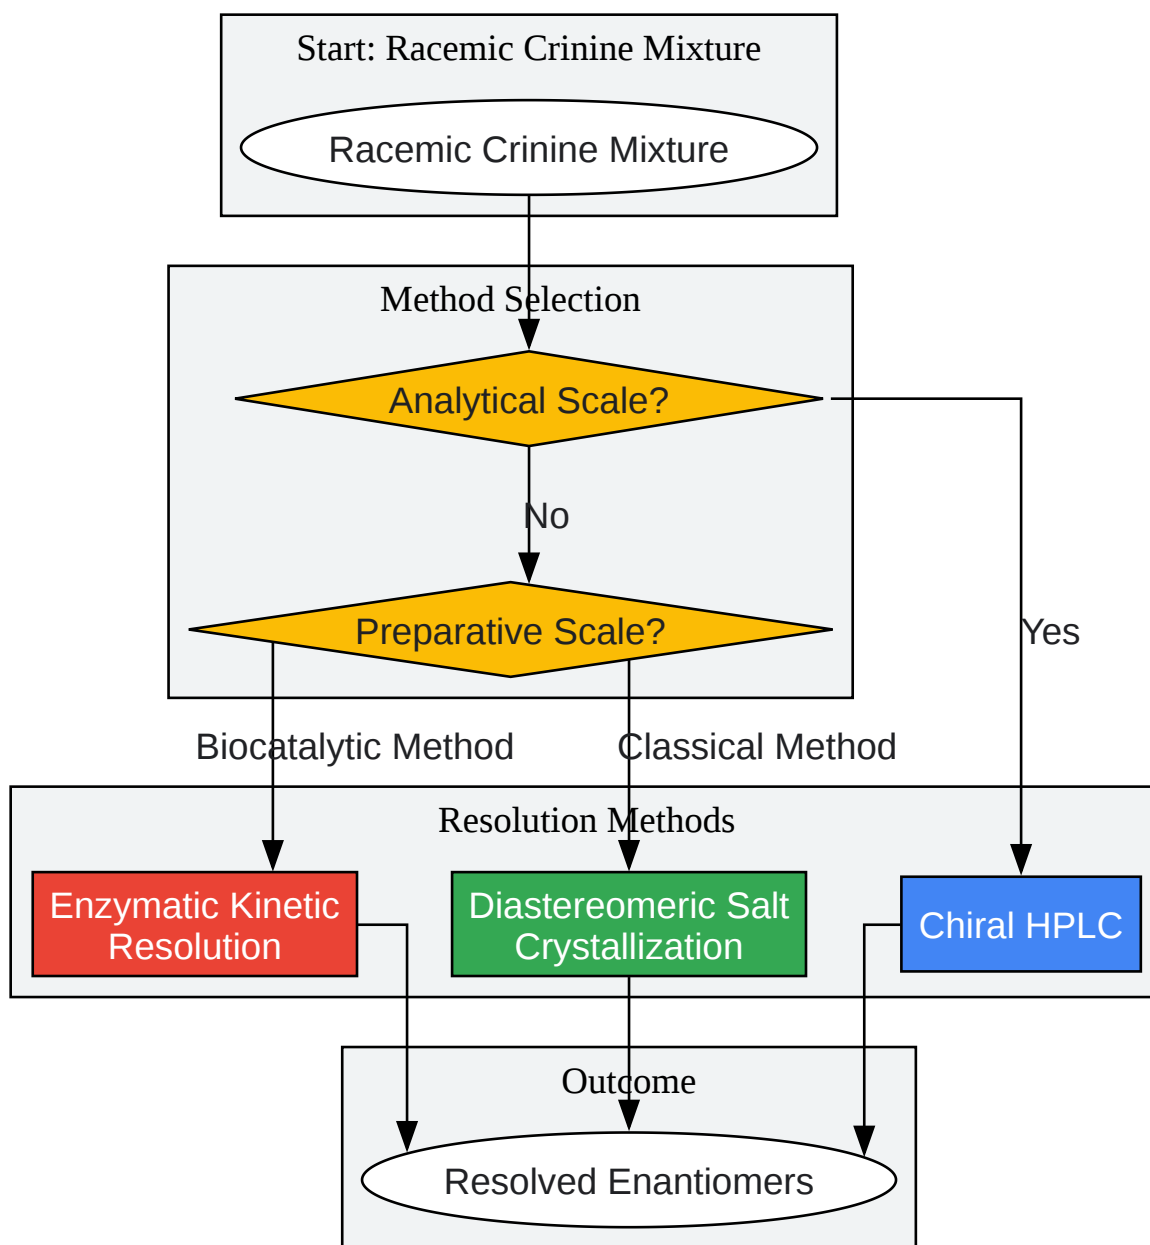 Start: Racemic Crinine Mixture
Racemic Crinine Mixture
Method Selection
Analytical Scale?
No
Preparative Scale?
Yes
Biocatalytic Method
Classical Method
Resolution Methods
Enzymatic Kinetic
Resolution
Diastereomeric Salt
Crystallization
Chiral HPLC
Outcome
Resolved Enantiomers